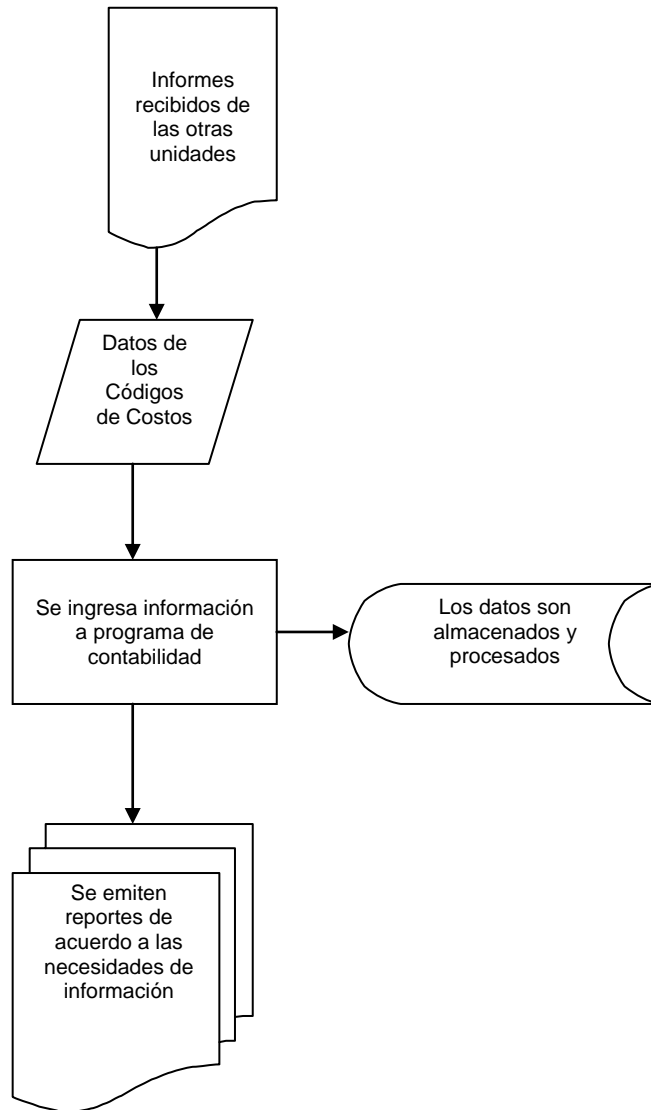 Informes
recibidos de
las otras
unidades
Datos de
los
Códigos
de Costos
Se ingresa información
a programa de
contabilidad
Los datos son
almacenados y
procesados
Se emiten
reportes de
acuerdo a las
necesidades de
información